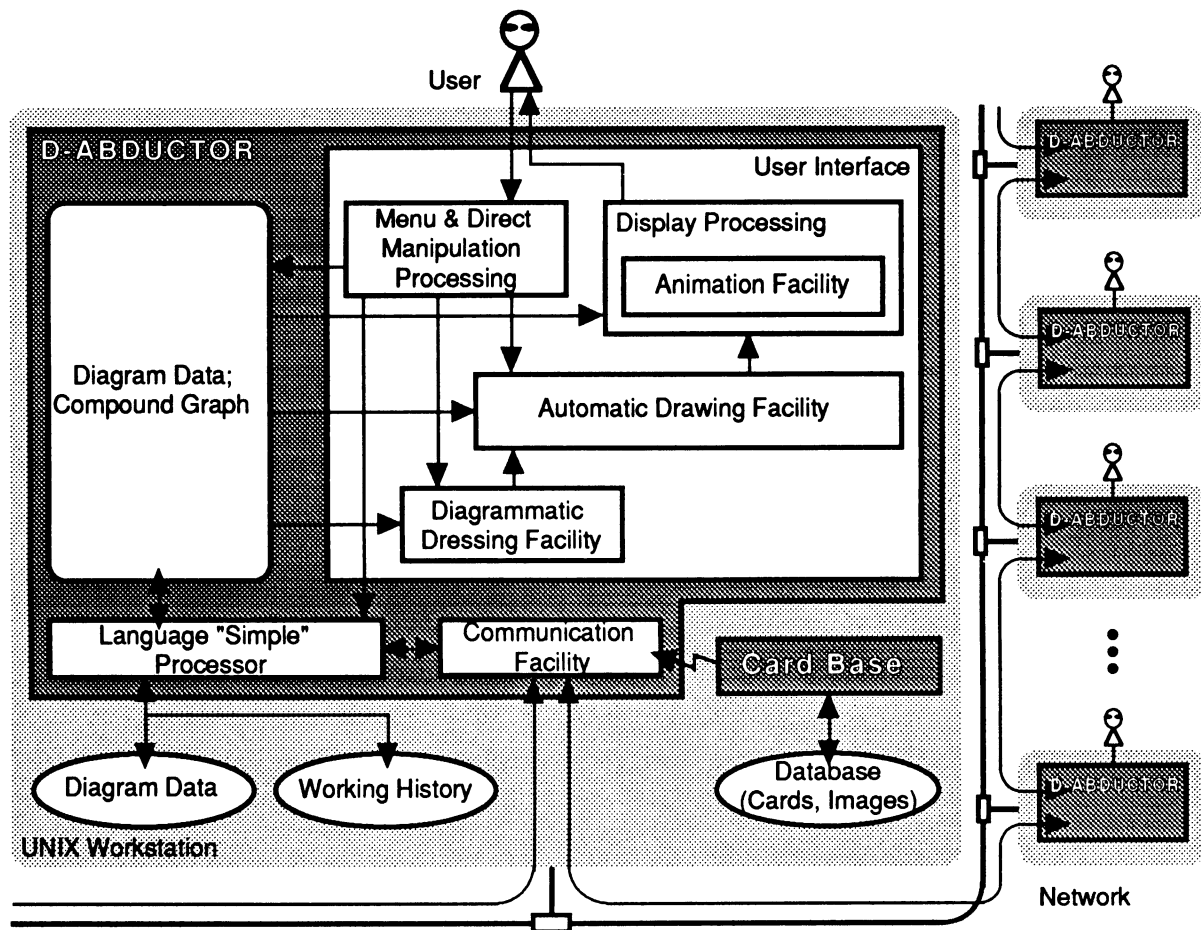 User
D-ABDUCTOR
User Interface
Menu & Direct
Manipulation
Processing
Display Processing
Animation Facility
Diagram Data;
Compound Graph
Automatic Drawing Facility
Diagrammatic
Dressing Facility
Language "Simple"
Processor
Communication
Facility
Card Base
Diagram Data
Working History
Database
(Cards, Images)
UNIX Workstation
D-ABDUCTOR
D-ABDUCTOR
D-ABDUCTOR
D-ABDUCTOR
Network